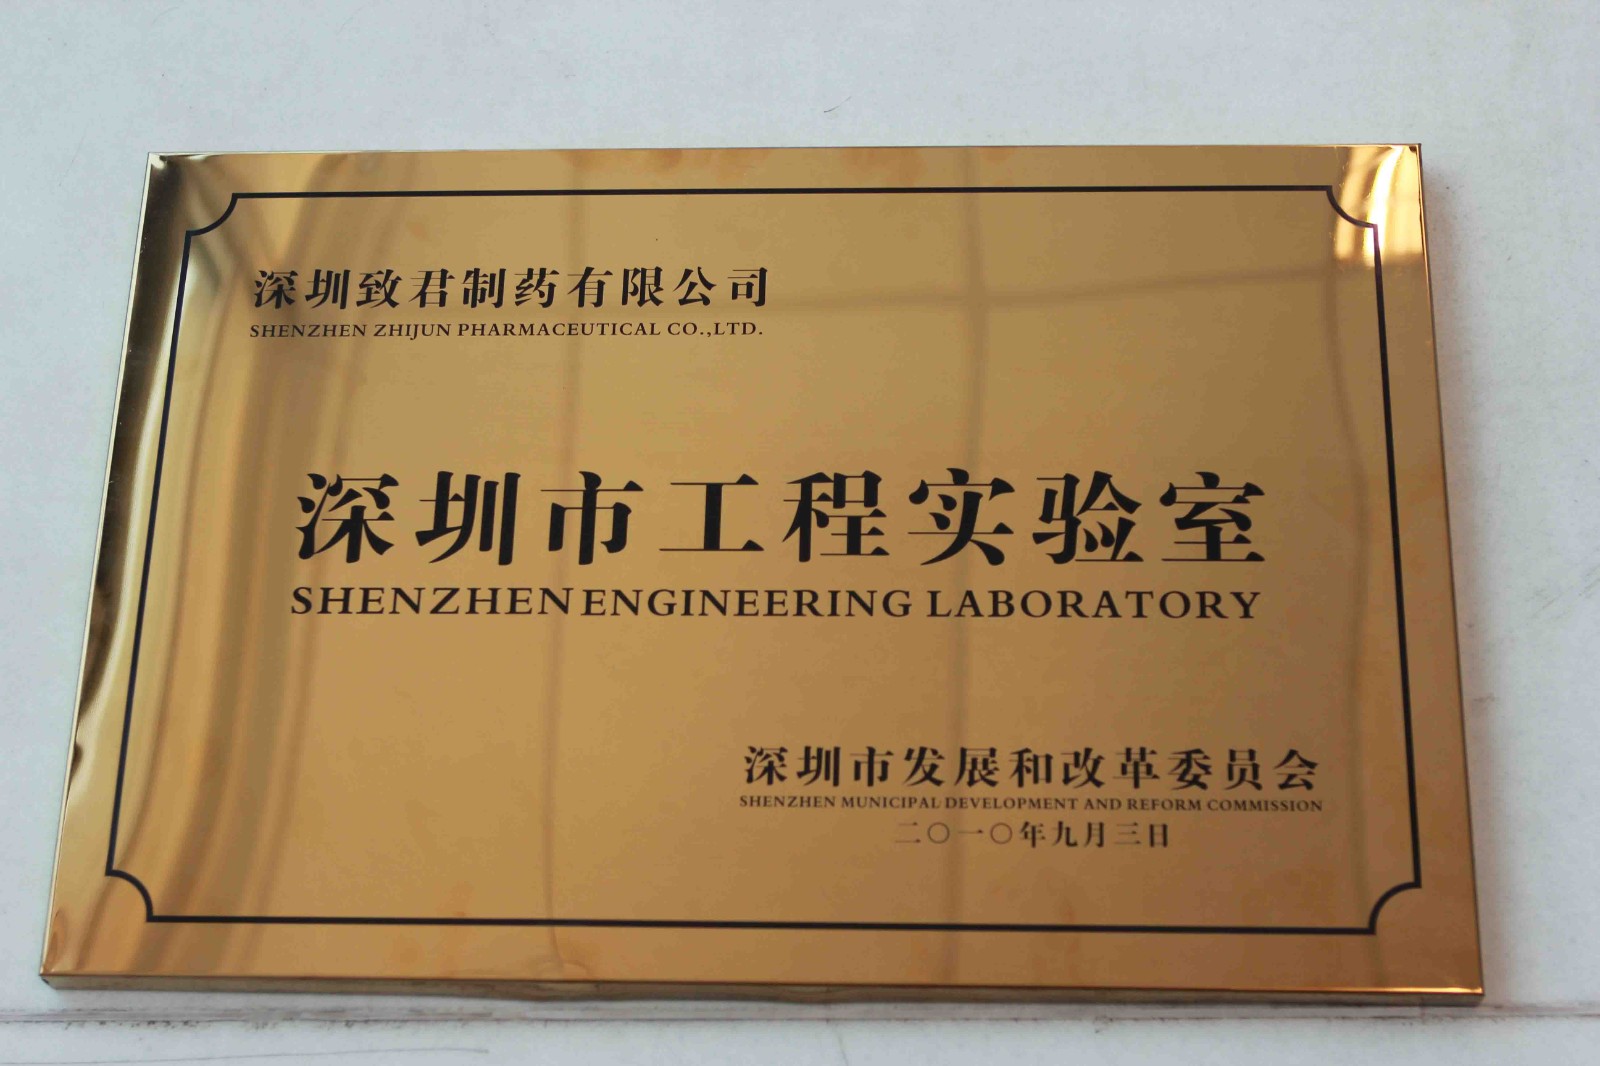 深圳致君制药有限公司
SHENZHEN ZHIJUN PHARMACEUTICAL CO.,LTD.
深圳市工程实验室
SHENZHEN ENGINEERING LABORATORY
深圳市发展和改革委员会
SHENZHEN MUNICIPAL DEVELOPMENT AND REFORM COMMISSION
二〇一〇年九月三日